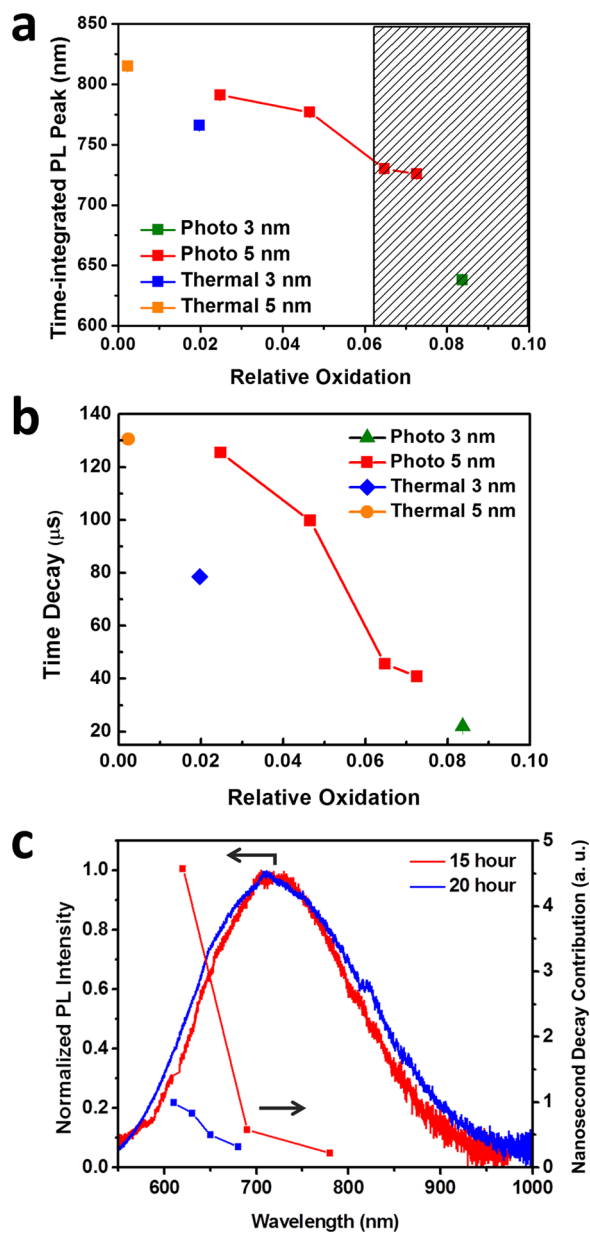 a
Time-integrated PL Peak (nm)
850
800
750
700
650
600
Photo 3 nm
Photo 5 nm
Thermal 3 nm
Thermal 5 nm
0.00 0.02 0.04 0.06 0.08 0.10
Relative Oxidation
b
Time Decay (µs)
140
120
100
80
60
40
20
Photo 3 nm
Photo 5 nm
Thermal 3 nm
Thermal 5 nm
0.00 0.02 0.04 0.06 0.08 0.10
Relative Oxidation
c
Normalized PL Intensity
1.0
0.8
0.6
0.4
0.2
0.0
15 hour
20 hour
5
4
3
2
1
0
Nanosecond Decay Contribution (a. u.)
600 700 800 900 1000
Wavelength (nm)